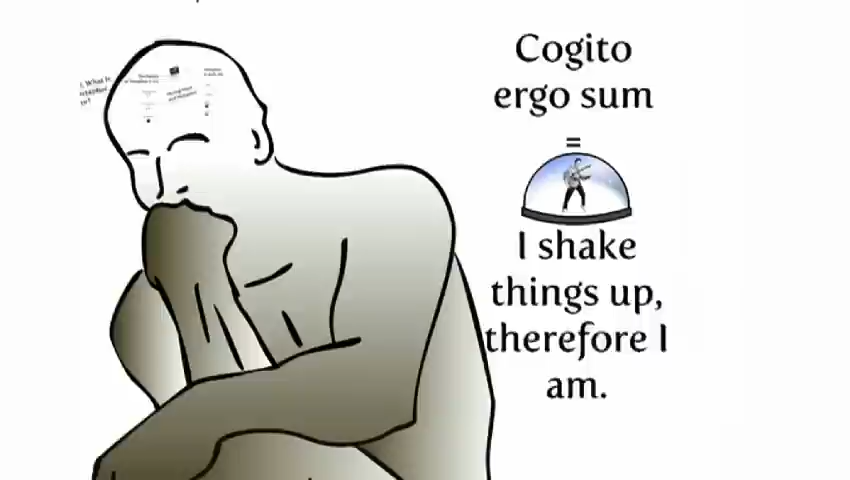 Cogito
ergo sum
=
I shake
things up,
therefore I
am.